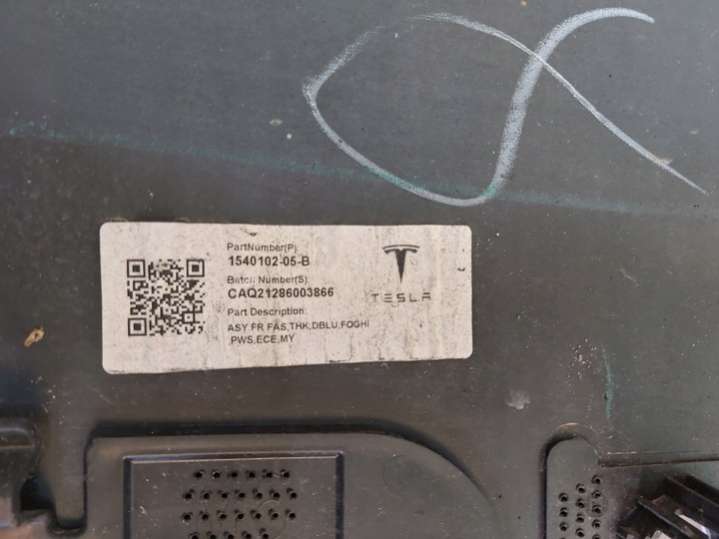 PartNumber(P)
1540102-05-B
Batch Number(S)
CAQ21286003866
TESLA
Part Description:
ASY,FR FAS,THK,DBLU,FOGHI
,PWS,ECE,MY